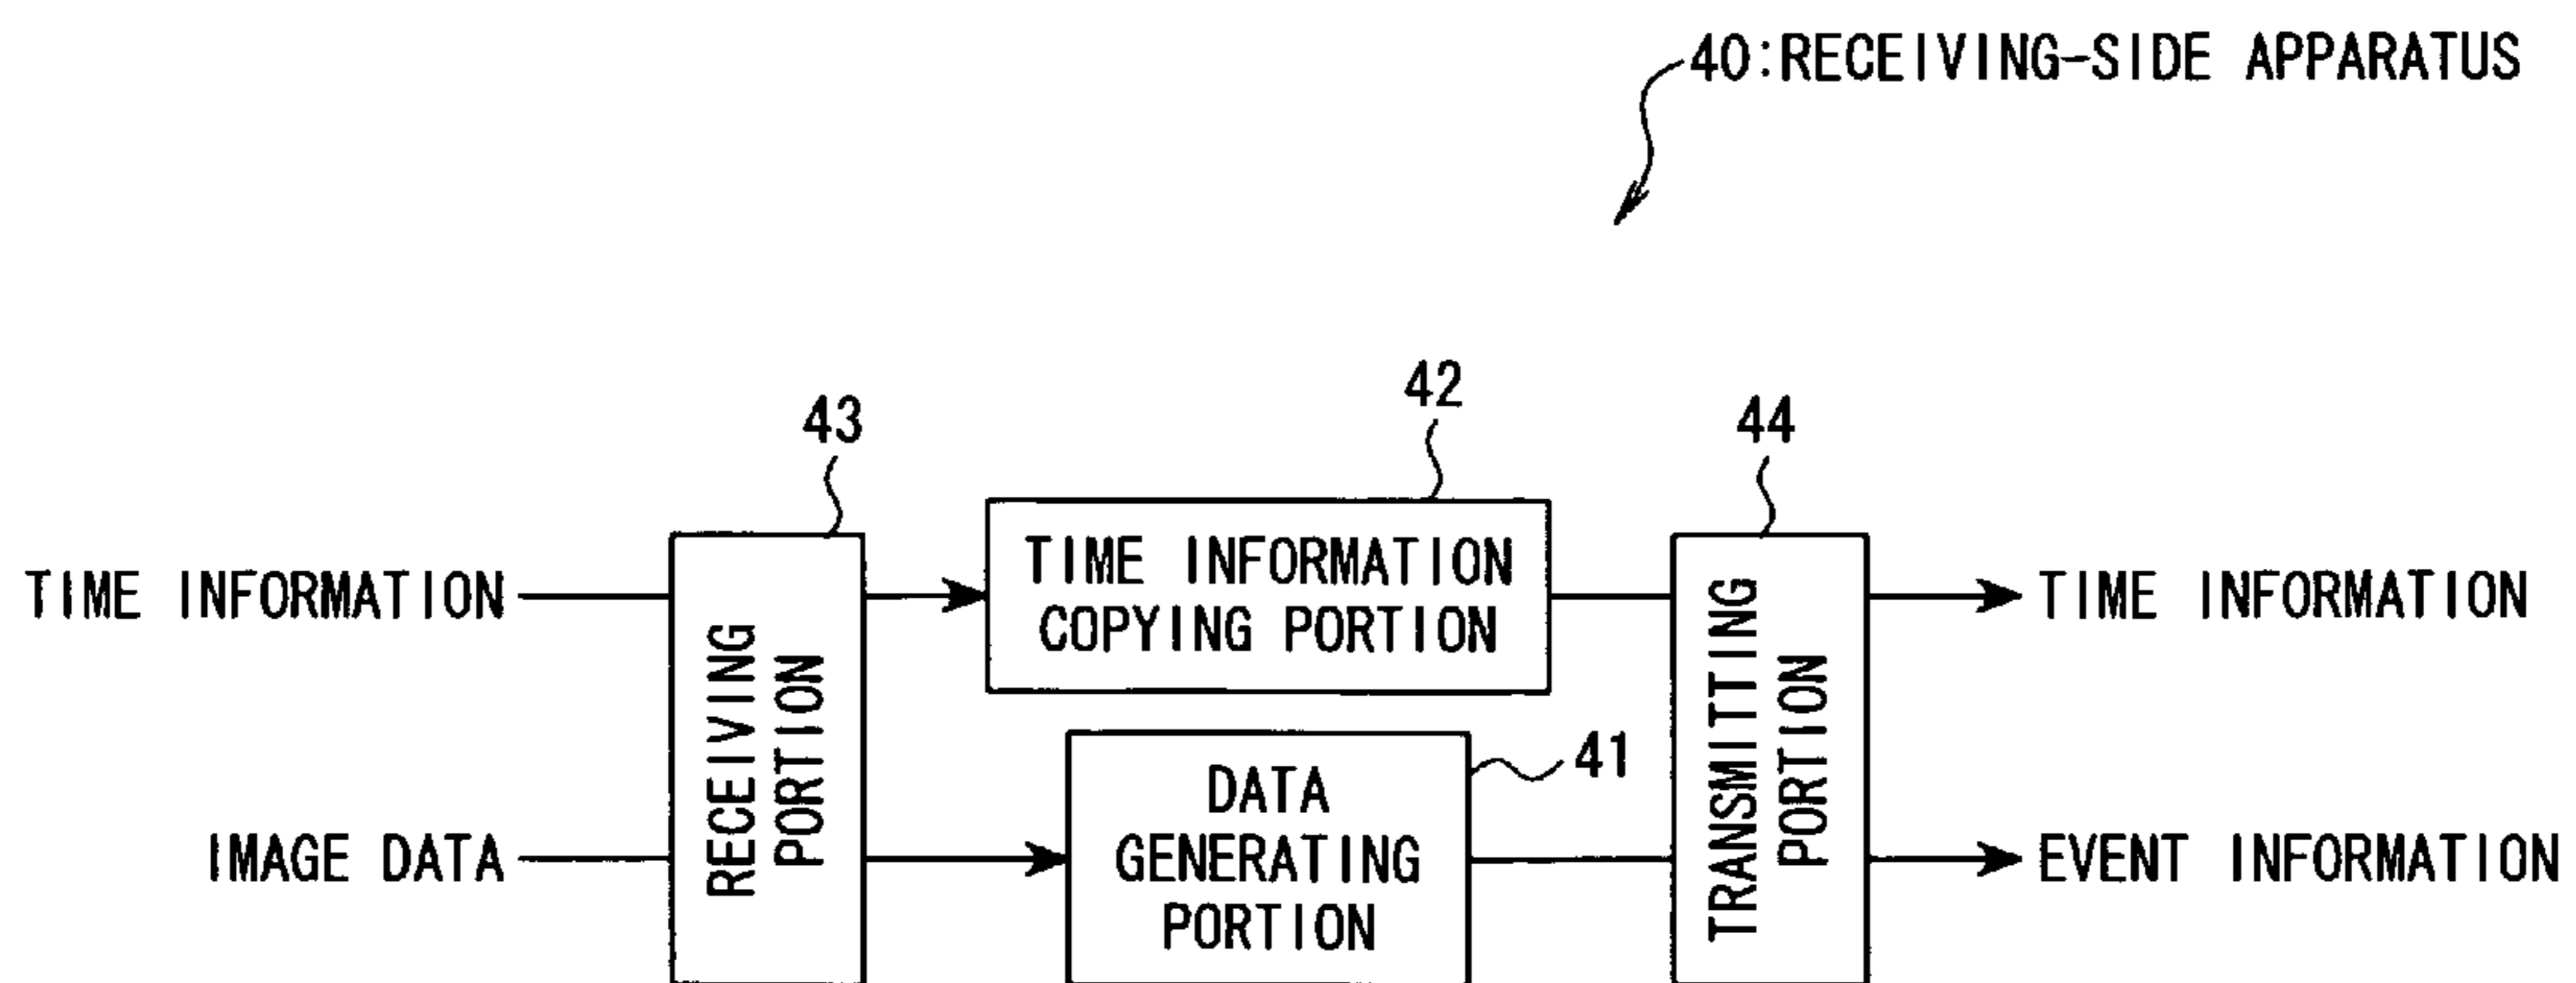 40:RECEIVING-SIDE APPARATUS
42
43
44
TIME INFORMATION
COPYING PORTION
TIME INFORMATION
TIME INFORMATION
RECEIVING
PORTION
TRANSMITTING
PORTION
41
DATA
GENERATING
PORTION
IMAGE DATA
EVENT INFORMATION